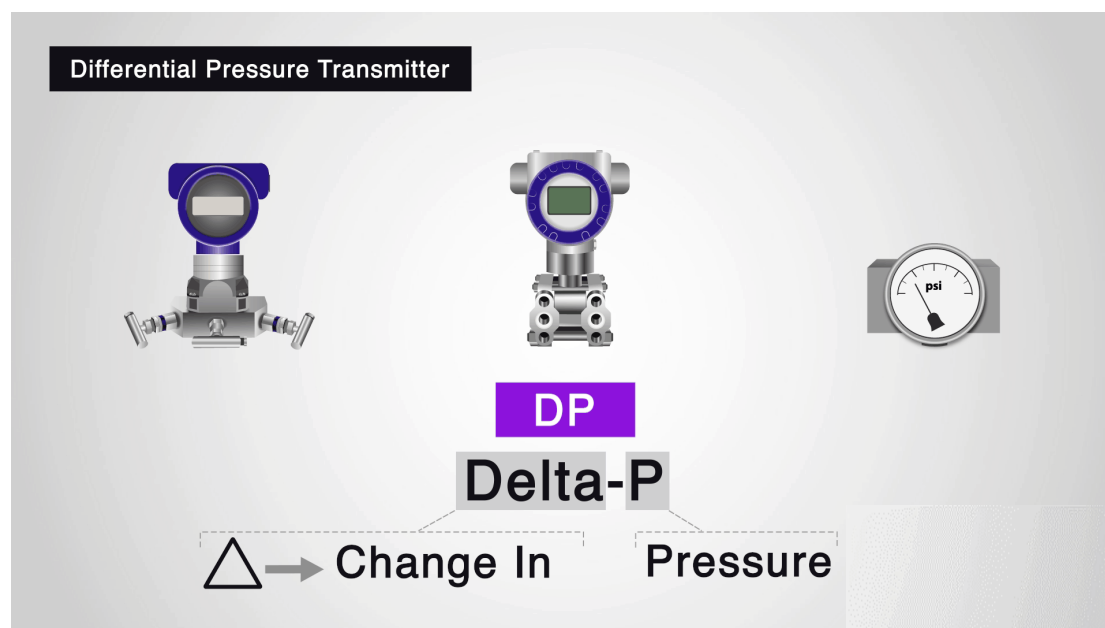 Differential Pressure Transmitter
psi
DP
Delta-P
Change In Pressure